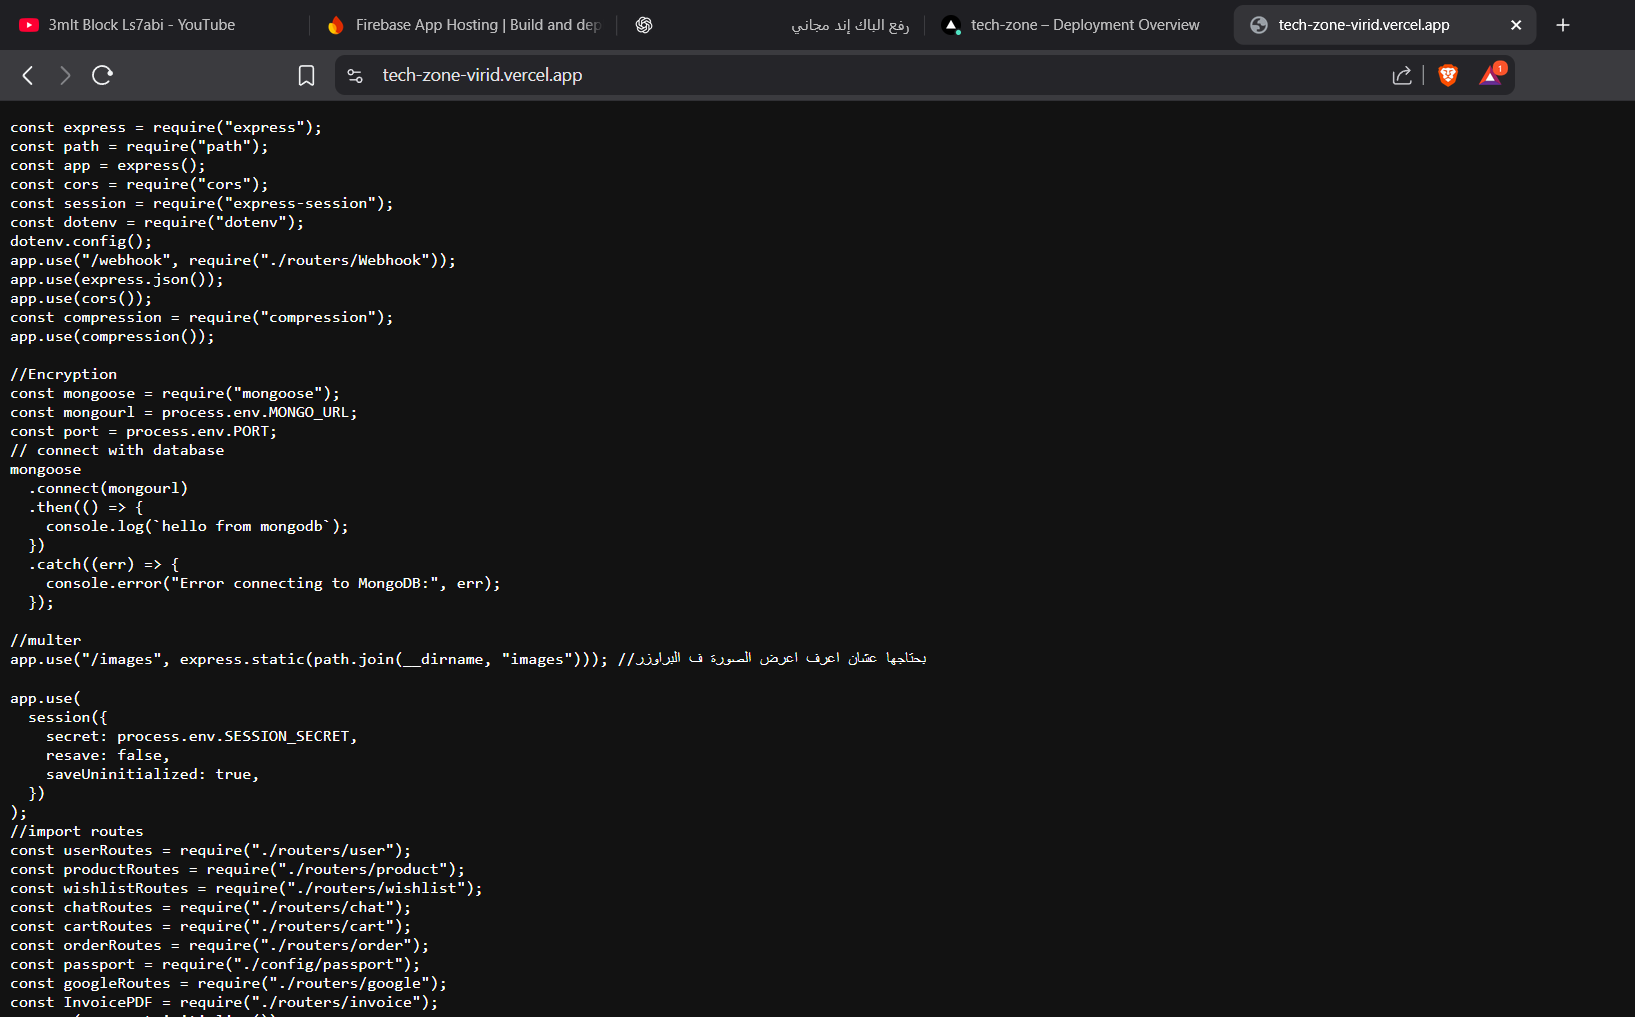 3mlt Block Ls7abi - YouTube
Firebase App Hosting | Build and dep
رفع الباك إند مجاني
tech-zone – Deployment Overview
tech-zone-virid.vercel.app
tech-zone-virid.vercel.app
1
const express = require("express");
const path = require("path");
const app = express();
const cors = require("cors");
const session = require("express-session");
const dotenv = require("dotenv");
dotenv.config();
app.use("/webhook", require("./routers/Webhook"));
app.use(express.json());
app.use(cors());
const compression = require("compression");
app.use(compression());
//Encryption
const mongoose = require("mongoose");
const mongourl = process.env.MONGO_URL;
const port = process.env.PORT;
// connect with database
mongoose
  .connect(mongourl)
  .then(() => {
    console.log(`hello from mongodb`);
  })
  .catch((err) => {
    console.error("Error connecting to MongoDB:", err);
  });
//multer
app.use("/images", express.static(path.join(__dirname, "images"))); //بحتاجها عشان اعرف اعرض الصورة ف البراوزر
app.use(
  session({
    secret: process.env.SESSION_SECRET,
    resave: false,
    saveUninitialized: true,
  })
);
//import routes
const userRoutes = require("./routers/user");
const productRoutes = require("./routers/product");
const wishlistRoutes = require("./routers/wishlist");
const chatRoutes = require("./routers/chat");
const cartRoutes = require("./routers/cart");
const orderRoutes = require("./routers/order");
const passport = require("./config/passport");
const googleRoutes = require("./routers/google");
const InvoicePDF = require("./routers/invoice");